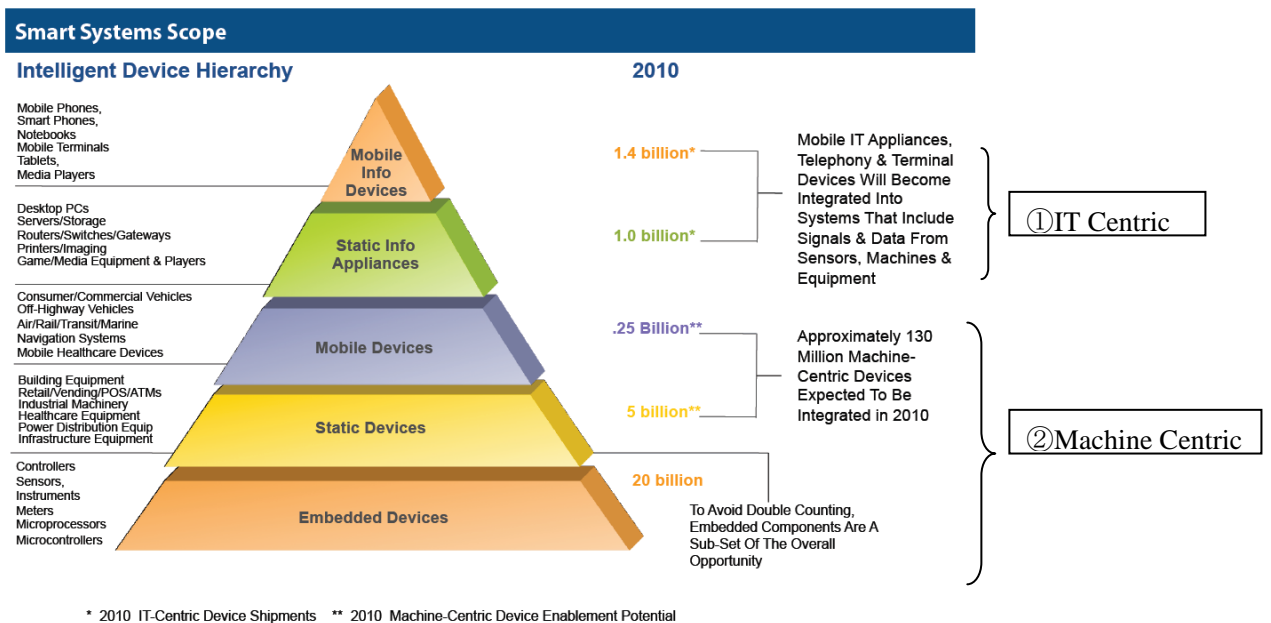 Smart Systems Scope
Intelligent Device Hierarchy
2010
Mobile Phones,
Smart Phones,
Notebooks
Mobile Terminals
Tablets,
Media Players
Mobile
Info
Devices
1.4 billion*
Mobile IT Appliances,
Telephony & Terminal
Devices Will Become
Integrated Into
Systems That Include
Signals & Data From
Sensors, Machines &
Equipment
①IT Centric
Desktop PCs
Servers/Storage
Routers/Switches/Gateways
Printers/Imaging
Game/Media Equipment & Players
Static Info
Appliances
1.0 billion*
Consumer/Commercial Vehicles
Off-Highway Vehicles
Air/Rail/Transit/Marine
Navigation Systems
Mobile Healthcare Devices
Mobile Devices
.25 Billion**
Approximately 130
Million Machine-
Centric Devices
Expected To Be
Integrated in 2010
Building Equipment
Retail/Vending/POS/ATMs
Industrial Machinery
Healthcare Equipment
Power Distribution Equip
Infrastructure Equipment
Static Devices
5 billion**
②Machine Centric
Controllers
Sensors,
Instruments
Meters
Microprocessors
Microcontrollers
Embedded Devices
20 billion
To Avoid Double Counting,
Embedded Components Are A
Sub-Set Of The Overall
Opportunity
* 2010 IT-Centric Device Shipments ** 2010 Machine-Centric Device Enablement Potential